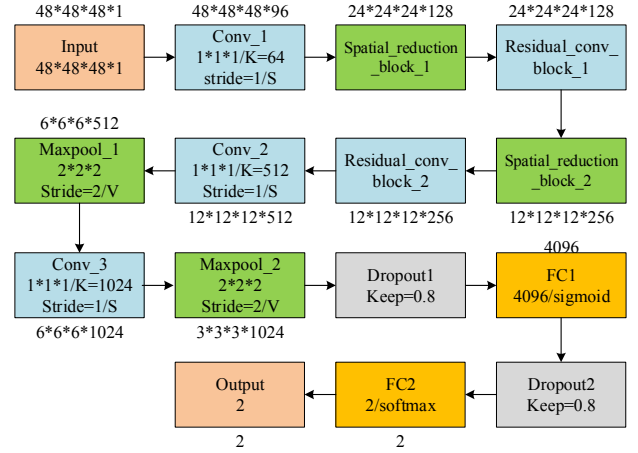 48*48*48*1
48*48*48*96
24*24*24*128
24*24*24*128
Input
48*48*48*1
Conv_1
1*1*1/K=64
stride=1/S
Spatial_reduction
_block_1
Residual_conv_
block_1
6*6*6*512
Maxpool_1
2*2*2
Stride=2/V
Conv_2
1*1*1/K=512
Stride=1/S
Residual_conv_
block_2
Spatial_reduction
_block_2
12*12*12*512
12*12*12*256
12*12*12*256
4096
Conv_3
1*1*1/K=1024
Stride=1/S
Maxpool_2
2*2*2
Stride=2/V
Dropout1
Keep=0.8
FC1
4096/sigmoid
6*6*6*1024
3*3*3*1024
Output
2
FC2
2/softmax
Dropout2
Keep=0.8
2
2